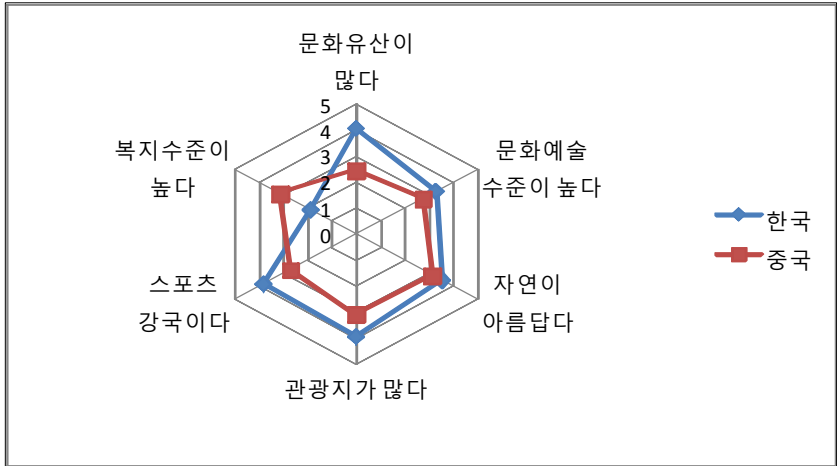 문화유산이
많다
5
4
3
2
1
0
복지수준이
높다
문화예술
수준이 높다
한국
중국
스포츠
강국이다
자연이
아름답다
관광지가 많다